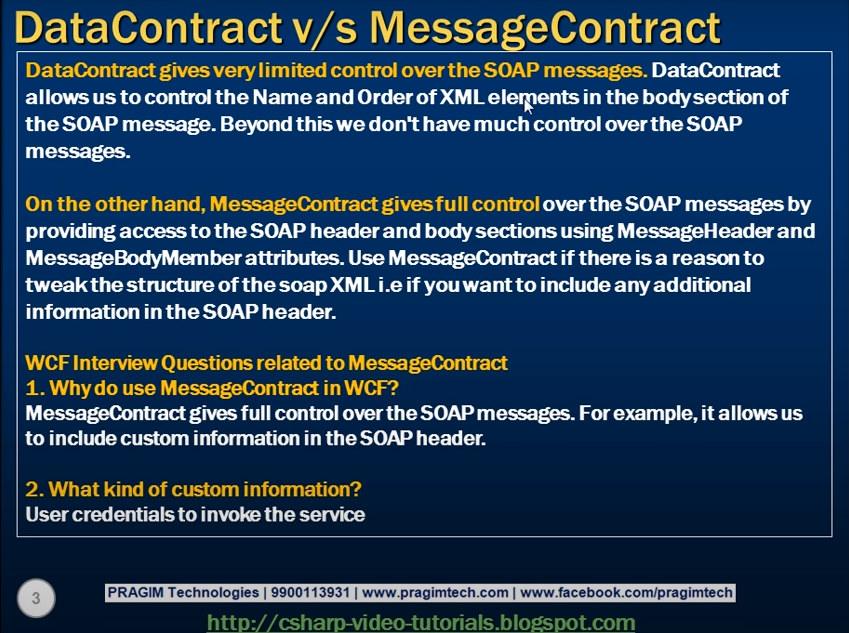 DataContract v/s MessageContract
DataContract gives very limited control over the SOAP messages. DataContract
allows us to control the Name and Order of XML elements in the body section of
the SOAP message. Beyond this we don't have much control over the SOAP
messages.
On the other hand, MessageContract gives full control over the SOAP messages by
providing access to the SOAP header and body sections using MessageHeader and
MessageBodyMember attributes. Use MessageContract if there is a reason to
tweak the structure of the soap XML i.e if you want to include any additional
information in the SOAP header.
WCF Interview Questions related to MessageContract
1. Why do use MessageContract in WCF?
MessageContract gives full control over the SOAP messages. For example, it allows us
to include custom information in the SOAP header.
2. What kind of custom information?
User credentials to invoke the service
3
PRAGIM Technologies | 9900113931 | www.pragimtech.com | www.facebook.com/pragimtech
http://csharp-video-tutorials.blogspot.com